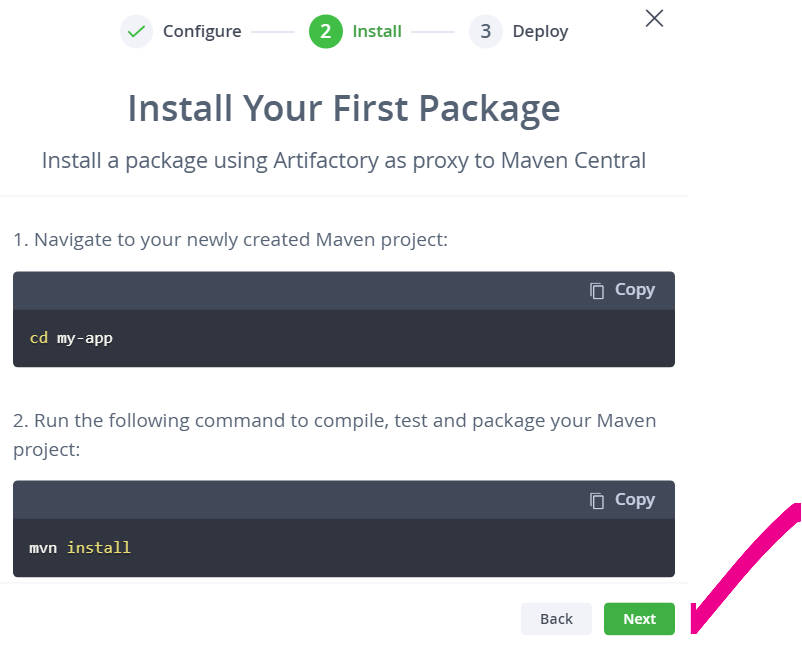 Configure 2 Install 3 Deploy
Install Your First Package
Install a package using Artifactory as proxy to Maven Central
1. Navigate to your newly created Maven project:
Copy
cd my-app
2. Run the following command to compile, test and package your Maven
project:
Copy
mvn install
Back Next